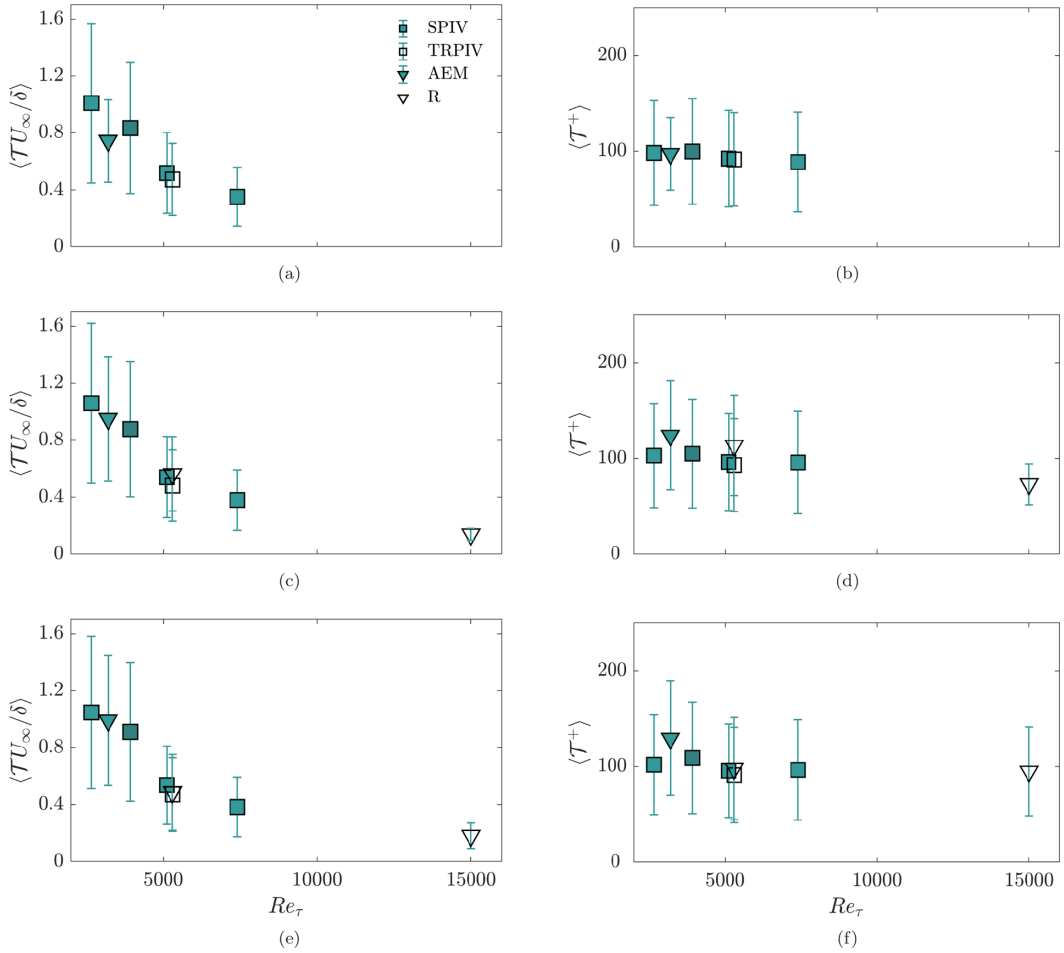 1.6
1.2
0.8
0.4
0
⟨𝒯U∞/δ⟩
SPIV
TRPIV
AEM
R
(a)
200
100
0
⟨𝒯⁺⟩
(b)
1.6
1.2
0.8
0.4
0
⟨𝒯U∞/δ⟩
(c)
200
100
0
⟨𝒯⁺⟩
(d)
1.6
1.2
0.8
0.4
0
⟨𝒯U∞/δ⟩
5000 10000 15000
Reτ
(e)
200
100
0
⟨𝒯⁺⟩
5000 10000 15000
Reτ
(f)